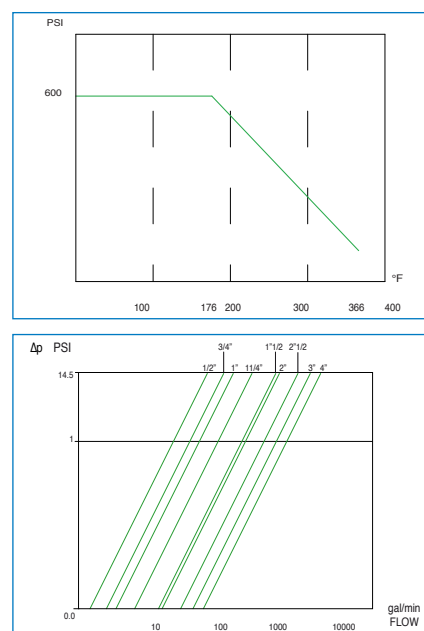 PSI
600
°F
100 176 200 300 366 400
Δp PSI
3/4" 1"1/2 2"1/2
1/2" 1" 11/4" 2" 3" 4"
14.5
1
0.0
gal/min
10 100 1000 10000 FLOW